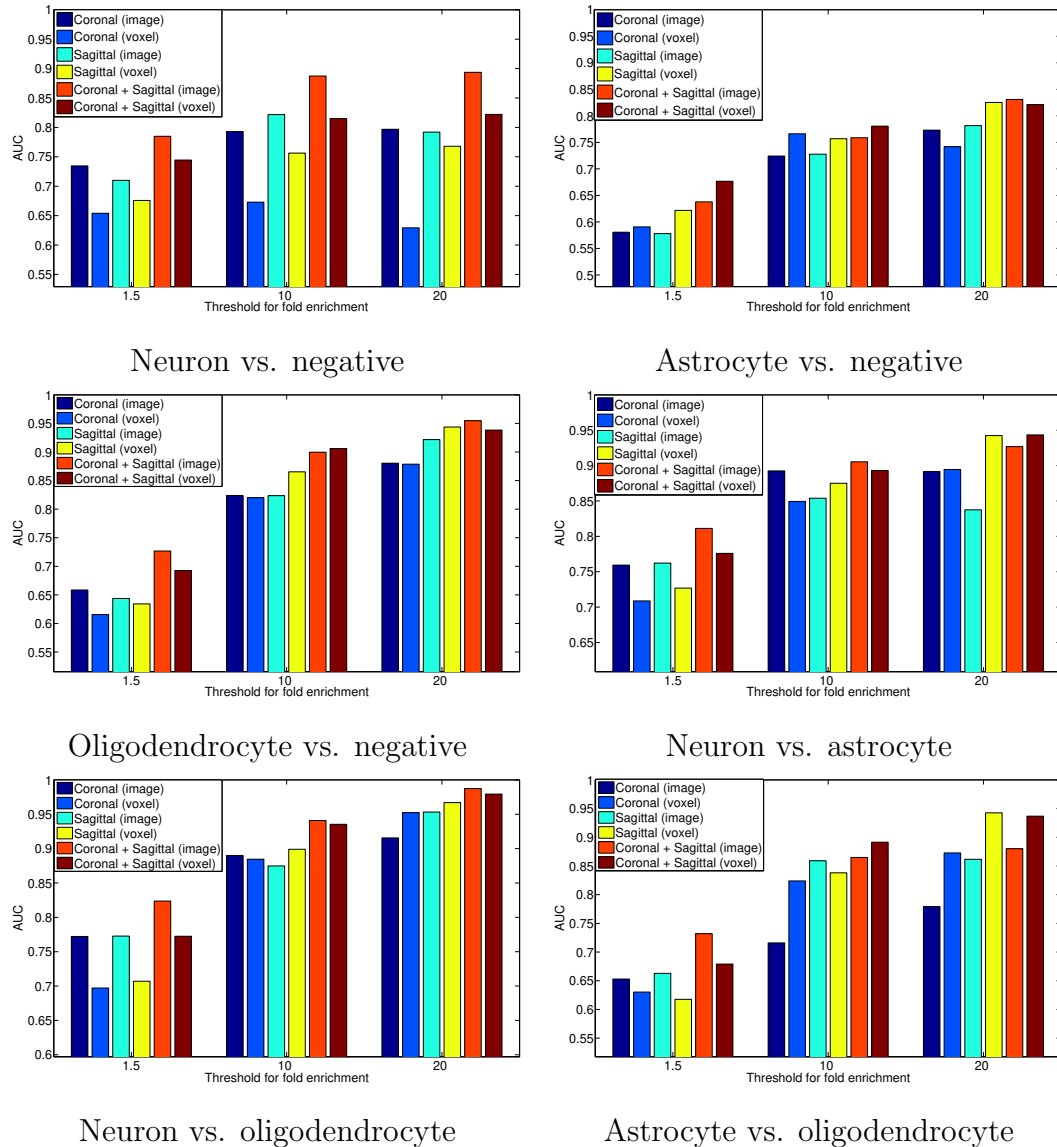 1
0.95
0.9
0.85
0.8
0.75
0.7
0.65
0.6
0.55
AUC
Coronal (image)
Coronal (voxel)
Sagittal (image)
Sagittal (voxel)
Coronal + Sagittal (image)
Coronal + Sagittal (voxel)
1.5 10 20
Threshold for fold enrichment
Neuron vs. negative
1
0.95
0.9
0.85
0.8
0.75
0.7
0.65
0.6
0.55
0.5
AUC
Coronal (image)
Coronal (voxel)
Sagittal (image)
Sagittal (voxel)
Coronal + Sagittal (image)
Coronal + Sagittal (voxel)
1.5 10 20
Threshold for fold enrichment
Astrocyte vs. negative
1
0.95
0.9
0.85
0.8
0.75
0.7
0.65
0.6
0.55
AUC
Coronal (image)
Coronal (voxel)
Sagittal (image)
Sagittal (voxel)
Coronal + Sagittal (image)
Coronal + Sagittal (voxel)
1.5 10 20
Threshold for fold enrichment
Oligodendrocyte vs. negative
1
0.95
0.9
0.85
0.8
0.75
0.7
0.65
AUC
Coronal (image)
Coronal (voxel)
Sagittal (image)
Sagittal (voxel)
Coronal + Sagittal (image)
Coronal + Sagittal (voxel)
1.5 10 20
Threshold for fold enrichment
Neuron vs. astrocyte
1
0.95
0.9
0.85
0.8
0.75
0.7
0.65
0.6
AUC
Coronal (image)
Coronal (voxel)
Sagittal (image)
Sagittal (voxel)
Coronal + Sagittal (image)
Coronal + Sagittal (voxel)
1.5 10 20
Threshold for fold enrichment
Neuron vs. oligodendrocyte
1
0.95
0.9
0.85
0.8
0.75
0.7
0.65
0.6
0.55
AUC
Coronal (image)
Coronal (voxel)
Sagittal (image)
Sagittal (voxel)
Coronal + Sagittal (image)
Coronal + Sagittal (voxel)
1.5 10 20
Threshold for fold enrichment
Astrocyte vs. oligodendrocyte